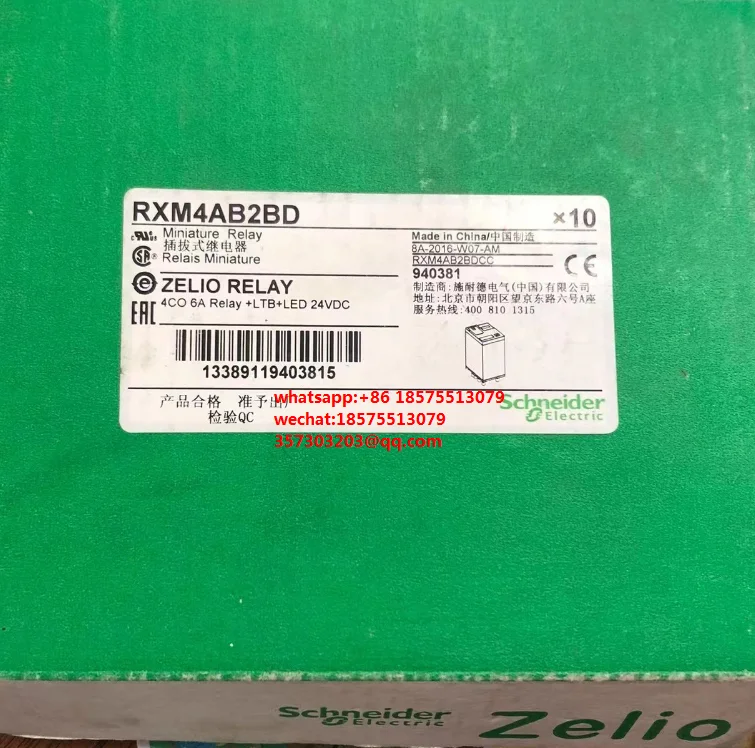 RXM4AB2BD
×10
Miniature Relay
插拔式继电器
Relais Miniature
ZELIO RELAY
4CO 6A Relay +LTB+LED 24VDC
Made in China/中国制造
8A-2016-W07-AM
RXM4AB2BDCC
940381
制造商: 施耐德电气(中国)有限公司
地址: 北京市朝阳区望京东路六号A座
服务热线: 400 810 1315
c UL us
SA®
e
EAC
CE
13389119403815
产品合格 准予出厂
检验QC
whatsapp:+86 18575513079
wechat:18575513079
357303203@qq.com
Schneider
Electric
Schneider
Electric
Zelio